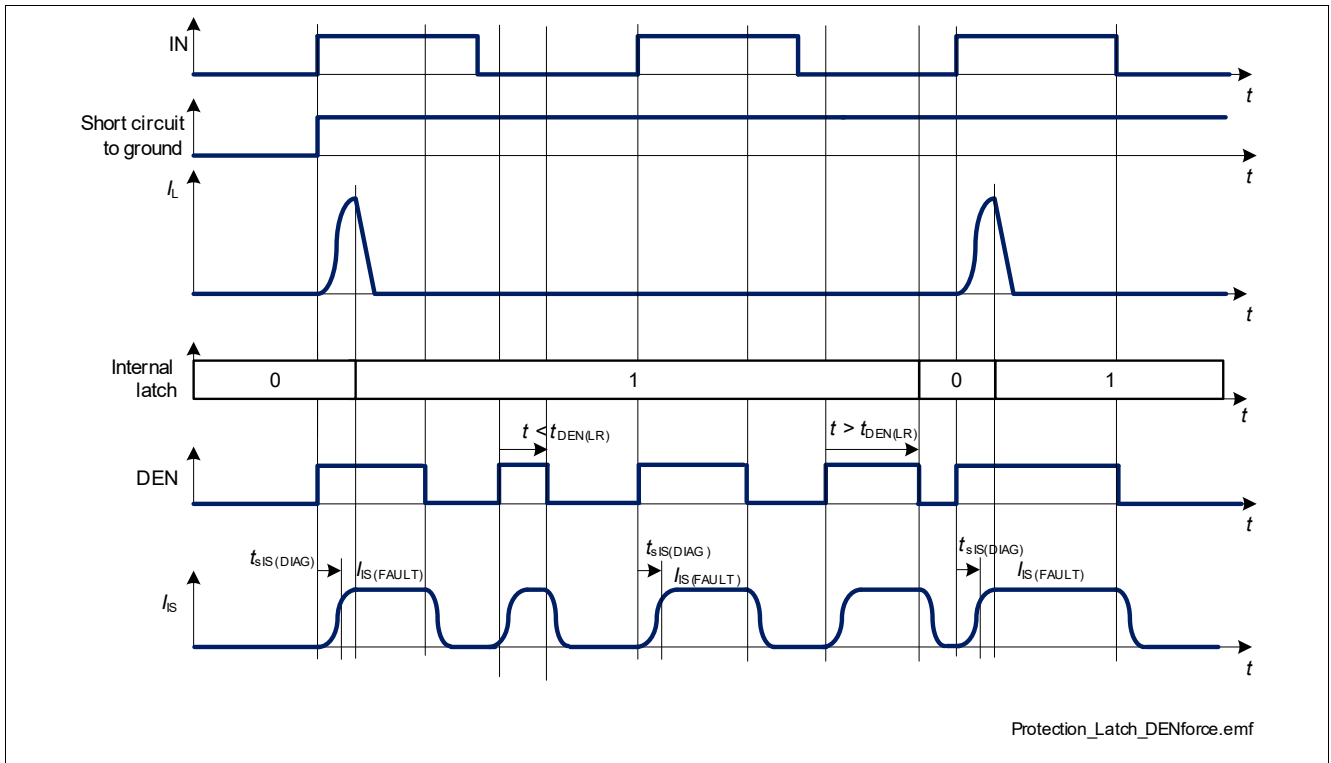 IN
t
Short circuit
to ground
t
IL
t
Internal
latch
0
1
0
1
t
t < tDEN(LR)
t > tDEN(LR)
DEN
t
tsIS(DIAG)
IIS(FAULT)
tsIS(DIAG)
IIS(FAULT)
tsIS(DIAG)
IIS(FAULT)
IIS
t
Protection_Latch_DENforce.emf